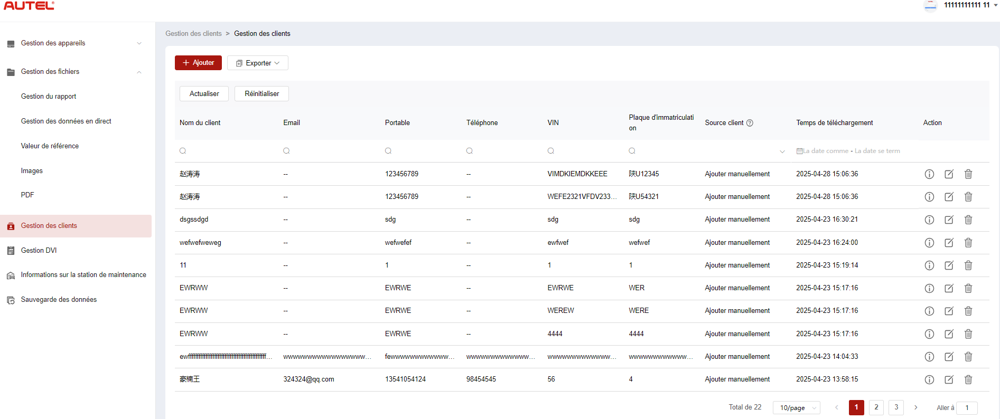 AUTEL®
11111111111 11
Gestion des appareils
Gestion des fichiers
Gestion du rapport
Gestion des données en direct
Valeur de référence
Images
PDF
Gestion des clients
Gestion DVI
Informations sur la station de maintenance
Sauvegarde des données
Gestion des clients > Gestion des clients
Ajouter Exporter
Actualiser Réinitialiser
Nom du client Email Portable Téléphone VIN Plaque d'immatriculati
on Source client Temps de téléchargement Action
La date comme - La date se term
赵涛涛 -- 123456789 -- VIMDKIEMDKKEEE 陕U12345 Ajouter manuellement 2025-04-28 15:06:36
赵涛涛 -- 123456789 -- WEFE2321VFDV233... 陕U54321 Ajouter manuellement 2025-04-28 15:06:36
dsgssdgd -- sdg -- sdg sdg Ajouter manuellement 2025-04-23 16:30:21
wefwefweweg -- wefwefef -- ewfwef wefwef Ajouter manuellement 2025-04-23 16:24:00
11 -- 1 -- 1 1 Ajouter manuellement 2025-04-23 15:19:14
EWRWW -- EWRWE -- EWRWE WER Ajouter manuellement 2025-04-23 15:17:16
EWRWW -- EWRWE -- WEREW WERE Ajouter manuellement 2025-04-23 15:17:16
EWRWW -- EWRWE -- 4444 4444 Ajouter manuellement 2025-04-23 15:17:16
Ajouter manuellement 2025-04-23 14:04:33
豪楠王 324324@qq.com 13541054124 98454545 56 4 Ajouter manuellement 2025-04-23 13:58:15
Total de 22 10/page 1 2 3 Aller à 1